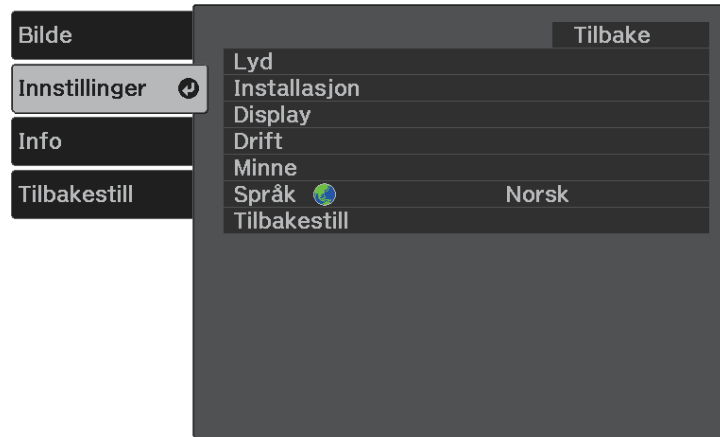 Bilde
Innstillinger
Info
Tilbakestill
Tilbake
Lyd
Installasjon
Display
Drift
Minne
Språk Norsk
Tilbakestill